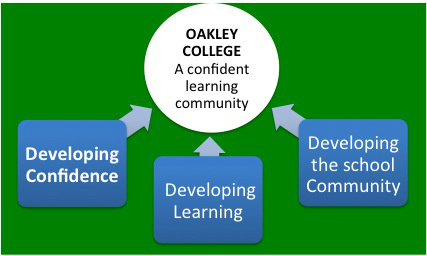 OAKLEY
COLLEGE
A confident
learning
community
Developing
Confidence
Developing
Learning
Developing
the school
Community